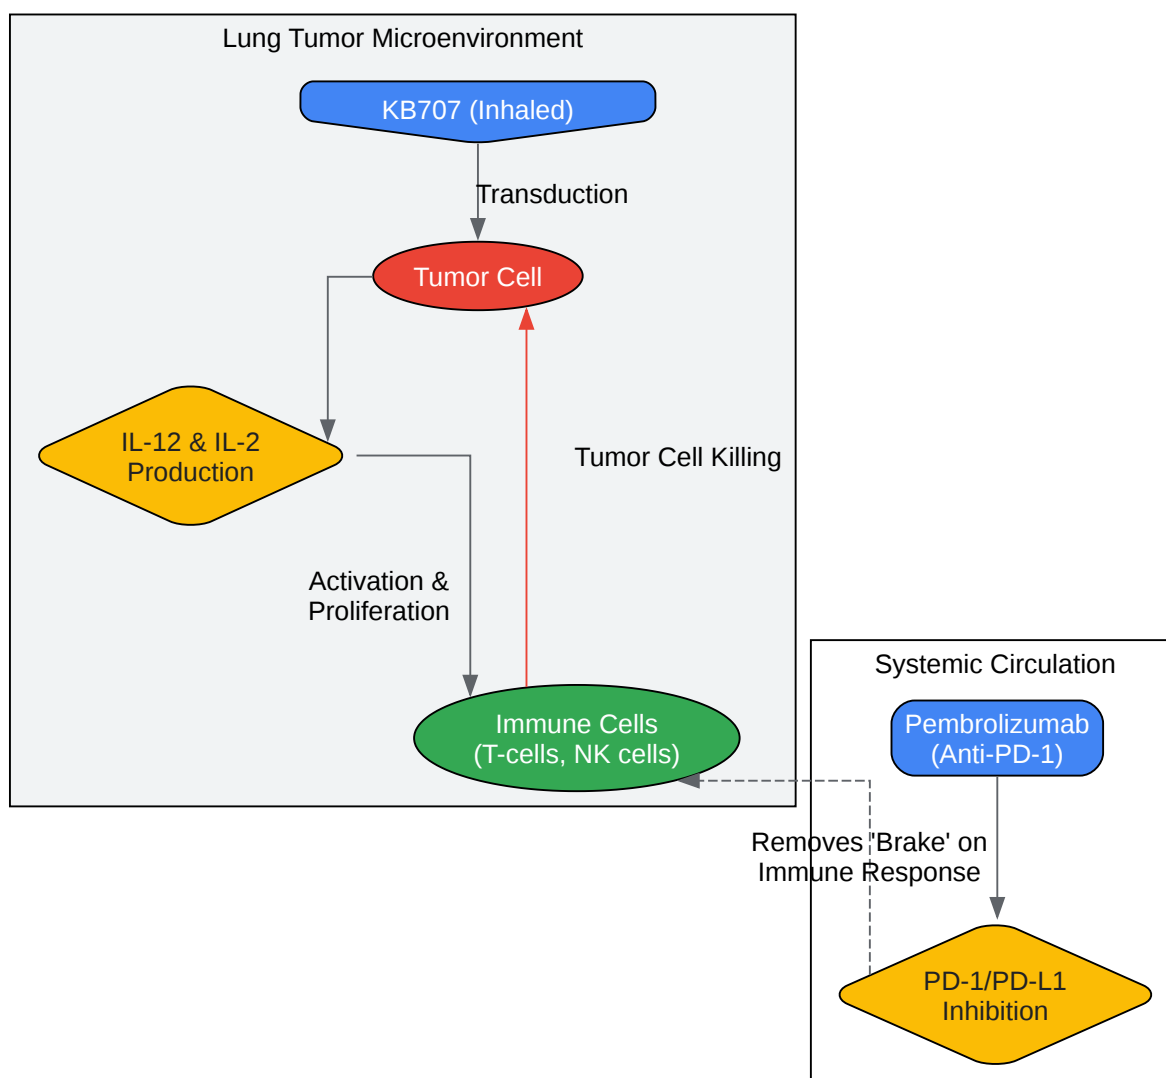 Lung Tumor Microenvironment
KB707 (Inhaled)
Transduction
Tumor Cell
IL-12 & IL-2
Production
Tumor Cell Killing
Activation &
Proliferation
Immune Cells
(T-cells, NK cells)
Systemic Circulation
Pembrolizumab
(Anti-PD-1)
Removes 'Brake' on
Immune Response
PD-1/PD-L1
Inhibition